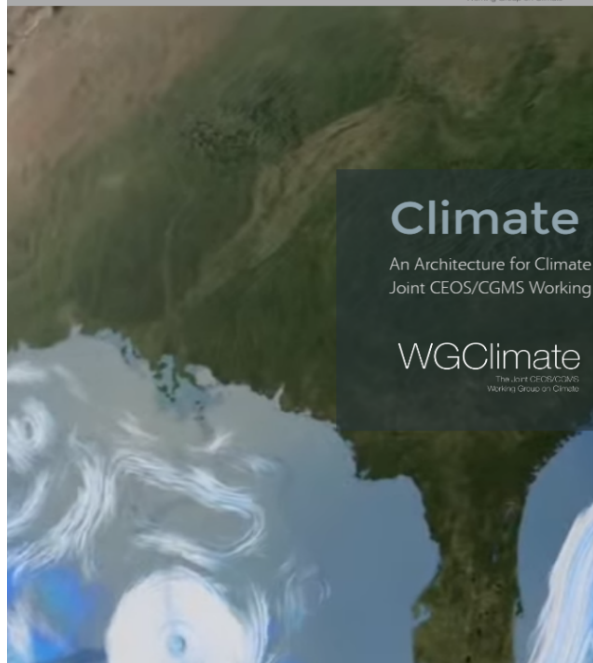 Climate
An Architecture for Climate
Joint CEOS/CGMS Working
WGClimate
The Joint CEOS/CGMS
Working Group on Climate